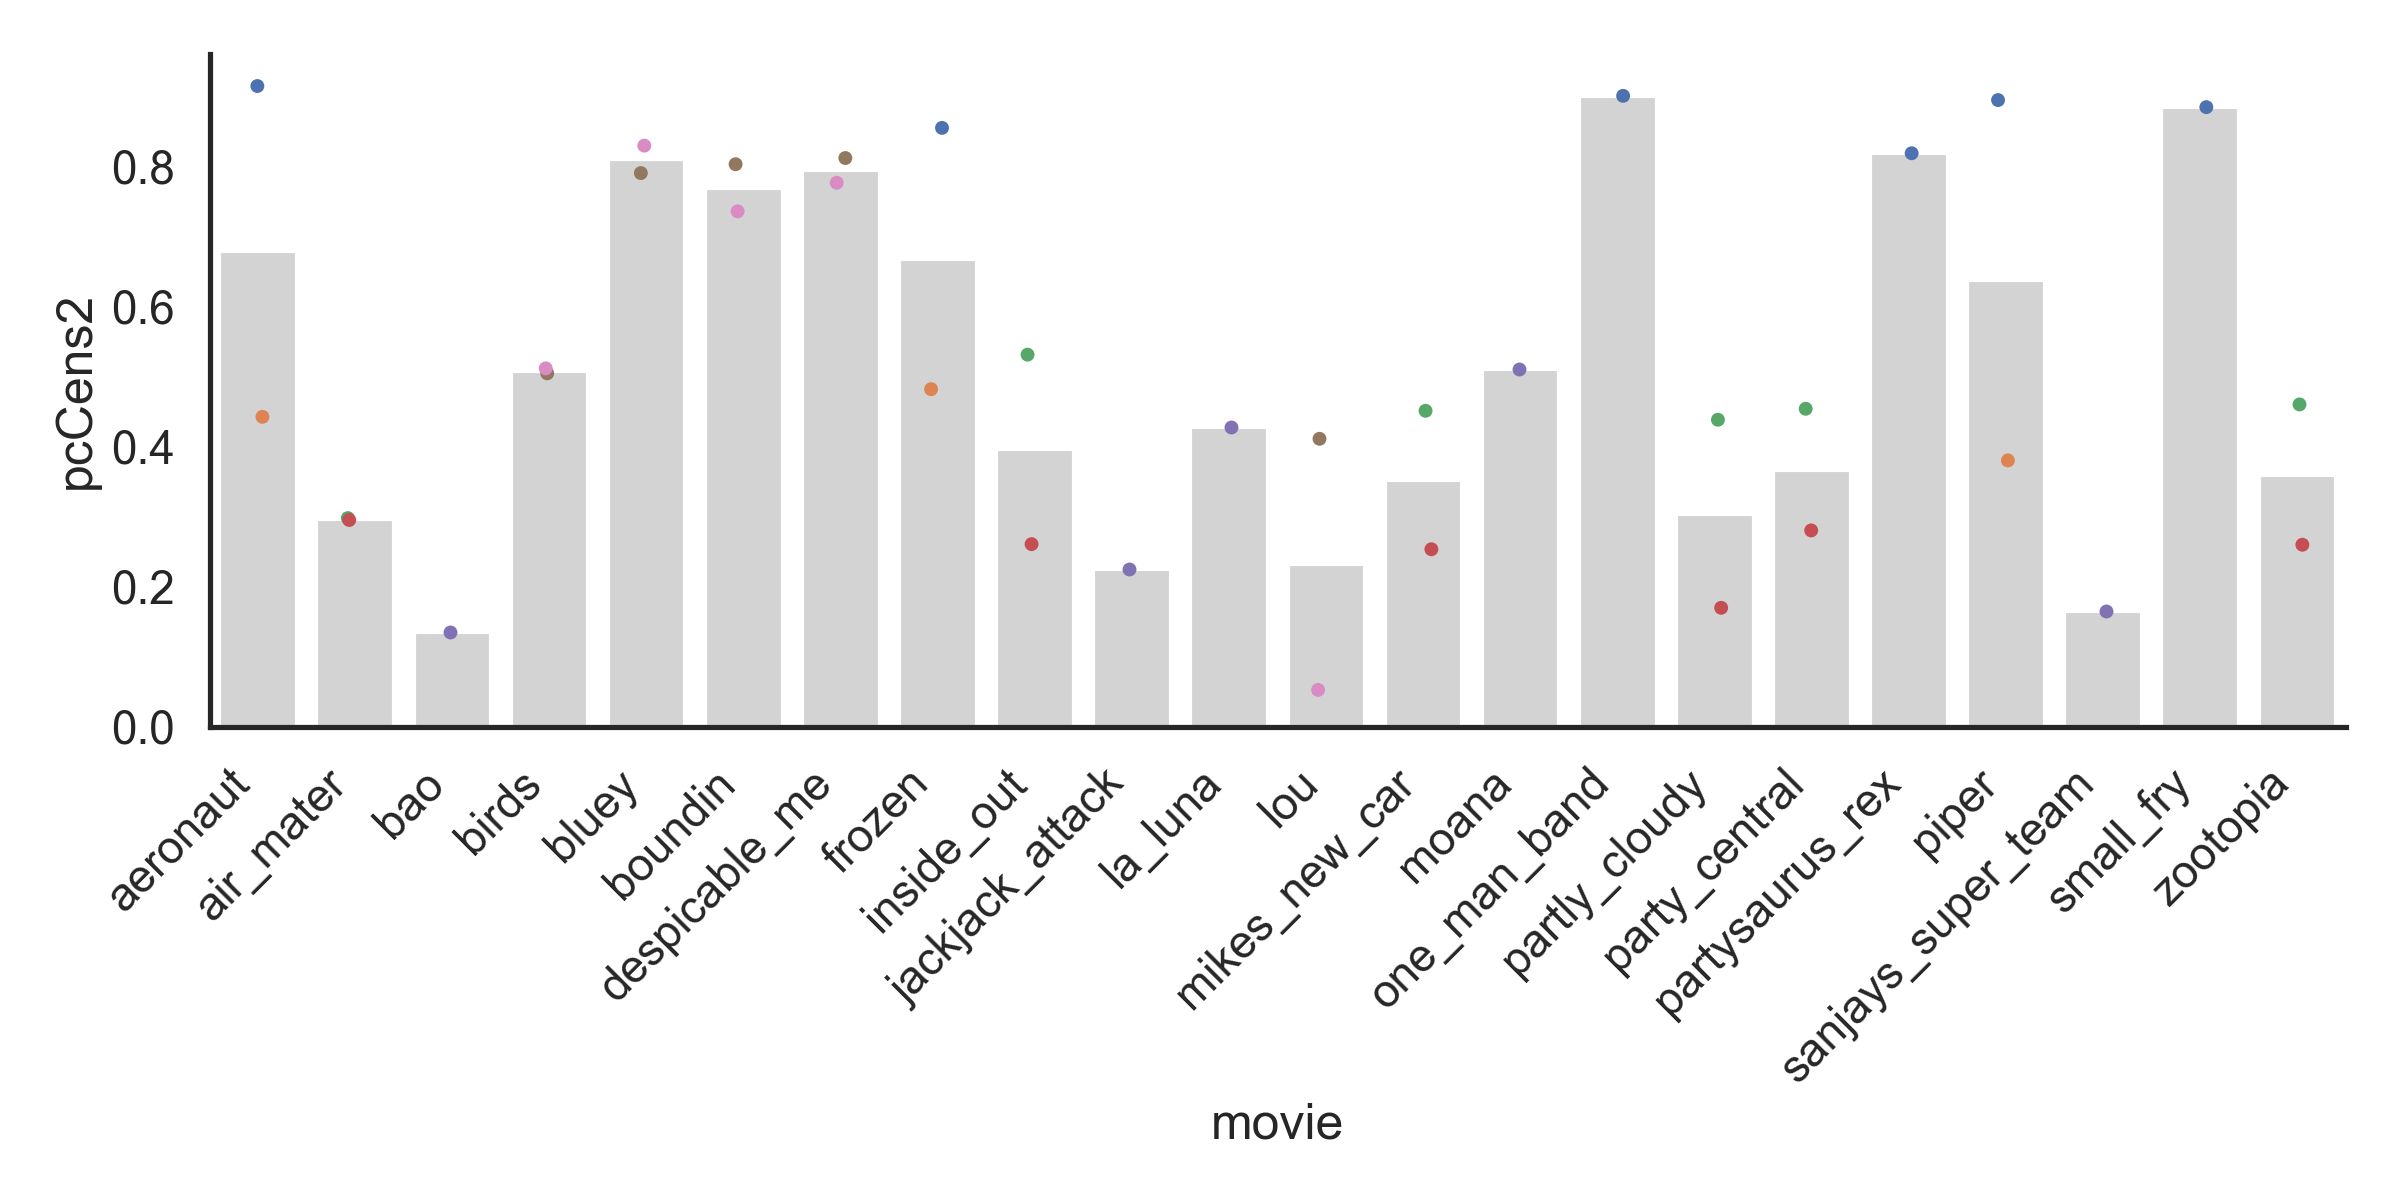 pcCens2
0.8
0.6
0.4
0.2
0.0
aeronaut
air_mater
bao
birds
bluey
boundin
despicable_me
frozen
inside_out
jackjack_attack
la_luna
lou
mikes_new_car
moana
one_man_band
partly_cloudy
party_central
partysaurus_rex
piper
sanjays_super_team
small_fry
zootopia
movie